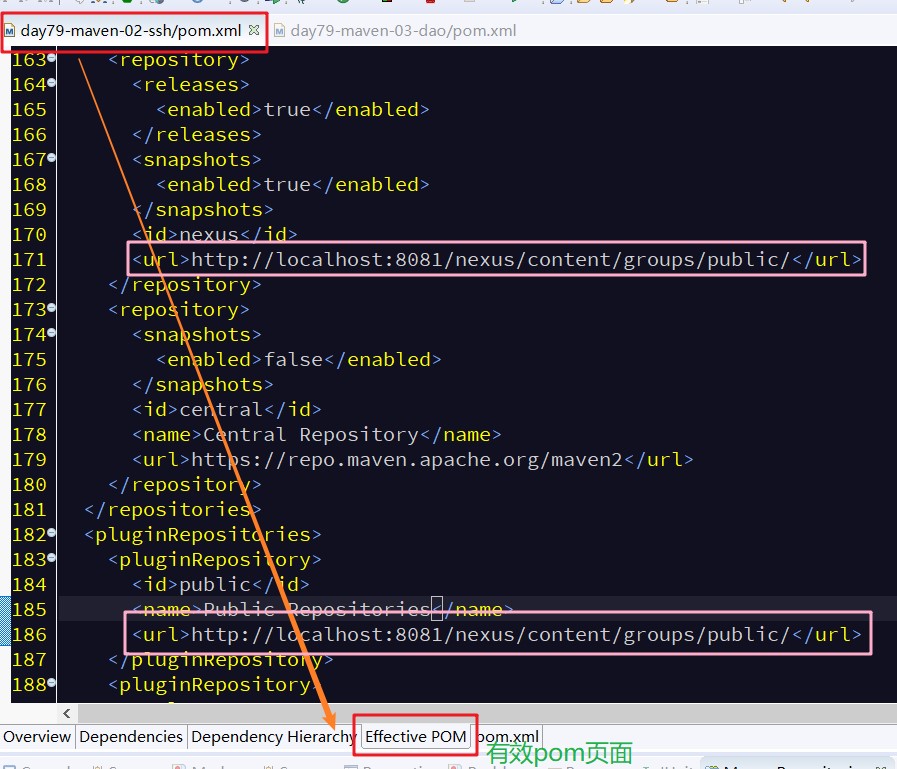 day79-maven-02-ssh/pom.xml day79-maven-03-dao/pom.xml
163 <repository>
164 <releases>
165 <enabled>true</enabled>
166 </releases>
167 <snapshots>
168 <enabled>true</enabled>
169 </snapshots>
170 <id>nexus</id>
171 <url>http://localhost:8081/nexus/content/groups/public/</url>
172 </repository>
173 <repository>
174 <snapshots>
175 <enabled>false</enabled>
176 </snapshots>
177 <id>central</id>
178 <name>Central Repository</name>
179 <url>https://repo.maven.apache.org/maven2</url>
180 </repository>
181 </repositories>
182 <pluginRepositories>
183 <pluginRepository>
184 <id>public</id>
185 <name>Public Repositories</name>
186 <url>http://localhost:8081/nexus/content/groups/public/</url>
187 </pluginRepository>
188 <pluginRepository>
Overview Dependencies Dependency Hierarchy Effective POM pom.xml
有效pom页面